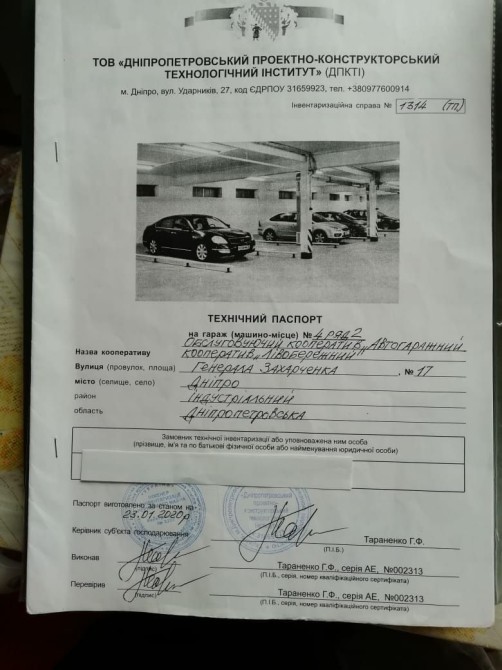 ТОВ «ДНІПРОПЕТРОВСЬКИЙ ПРОЕКТНО-КОНСТРУКТОРСЬКИЙ
ТЕХНОЛОГІЧНИЙ ІНСТИТУТ» (ДПКТІ)
м. Дніпро, вул. Ударників, 27, код ЄДРПОУ 31659923, тел. +380977600914
Інвентаризаційна справа № 1314 (ТП)
ТЕХНІЧНИЙ ПАСПОРТ
на гараж (машино-місце) № 4 ряд 2
Обслуговуючий кооператив „Автогаражний
Назва кооперативу кооператив „Лівобережний"
Вулиця (провулок, площа) Генерала Захарченка, № 17
місто (селище, село) Дніпро
район Індустріальний
область Дніпропетровська
Замовник технічної інвентаризації або уповноважена ним особа
(прізвище, ім'я та по батькові фізичної особи або найменування юридичної особи)
Паспорт виготовлено за станом на
23.01.2020р
Керівник суб'єкта господарювання Тараненко Г.Ф.
(П.І.Б.)
Виконав Тараненко Г.Ф., серія АЕ, №002313
(підпис) (П.І.Б., серія, номер кваліфікаційного сертифіката)
Перевірив Тараненко Г.Ф., серія АЕ, №002313
(підпис) (П.І.Б., серія, номер кваліфікаційного сертифіката)